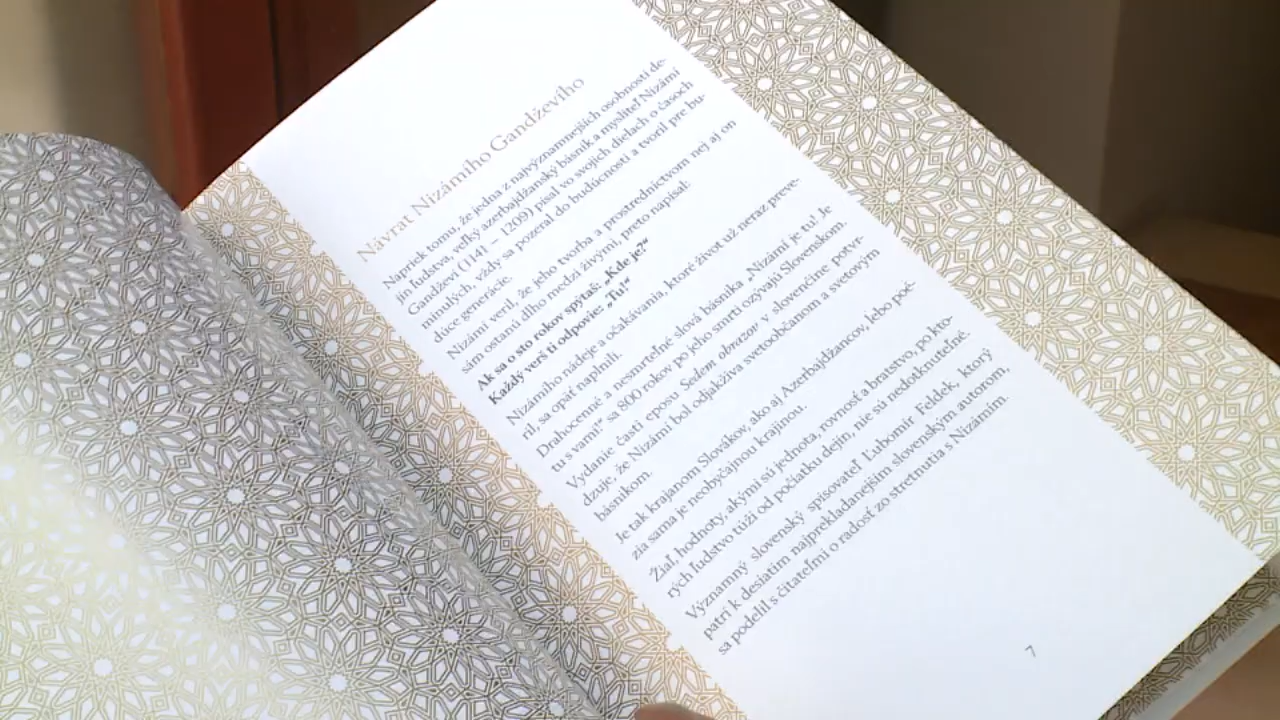 Návrat Nizámího Gandževího
Napriek tomu, že jedna z najvýznamnejších osobností de-
jín ľudstva, veľký azerbajdžanský básnik a mysliteľ Nizámí
Gandževí (1141 – 1209) písal vo svojich dielach o časoch
minulých, vždy sa pozeral do budúcnosti a tvoril pre bu-
dúce generácie.
Nizámí veril, že jeho tvorba a prostredníctvom nej aj on
sám ostanú dlho medzi živými, preto napísal:
Ak sa o sto rokov spýtaš: „Kde je?“
Každý verš ti odpovie: „Tu!“
Nizámího nádeje a očakávania, ktoré život už neraz preve-
ril, sa opäť naplnili.
Drahocenné a nesmrteľné slová básnika „Nizámí je tu! Je
tu s vami!“ sa 800 rokov po jeho smrti ozývajú Slovenskom.
Vydanie časti eposu Sedem obrazov v slovenčine potvr-
dzuje, že Nizámí bol odjakživa svetoobčanom a svetovým
básnikom.
Je tak krajanom Slovákov, ako aj Azerbajdžancov, lebo poé-
zia sama je neobyčajnou krajinou.
Žiaľ, hodnoty, akými sú jednota, rovnosť a bratstvo, po kto-
rých ľudstvo túži od počiatku dejín, nie sú nedotknuteľné.
Významný slovenský spisovateľ Ľubomír Feldek, ktorý
patrí k desiatim najprekladanejším slovenským autorom,
sa podelil s čitateľmi o radosť zo stretnutia s Nizámím.
7